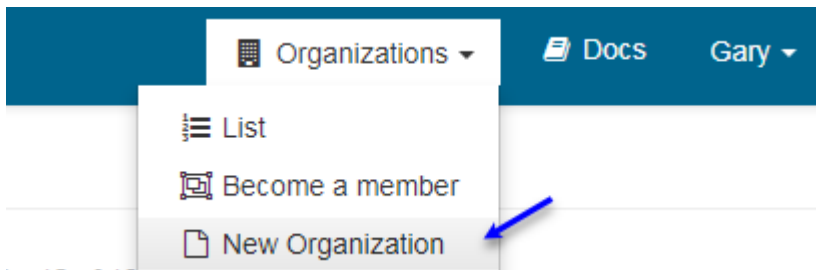 Organizations Docs Gary
List
Become a member
New Organization